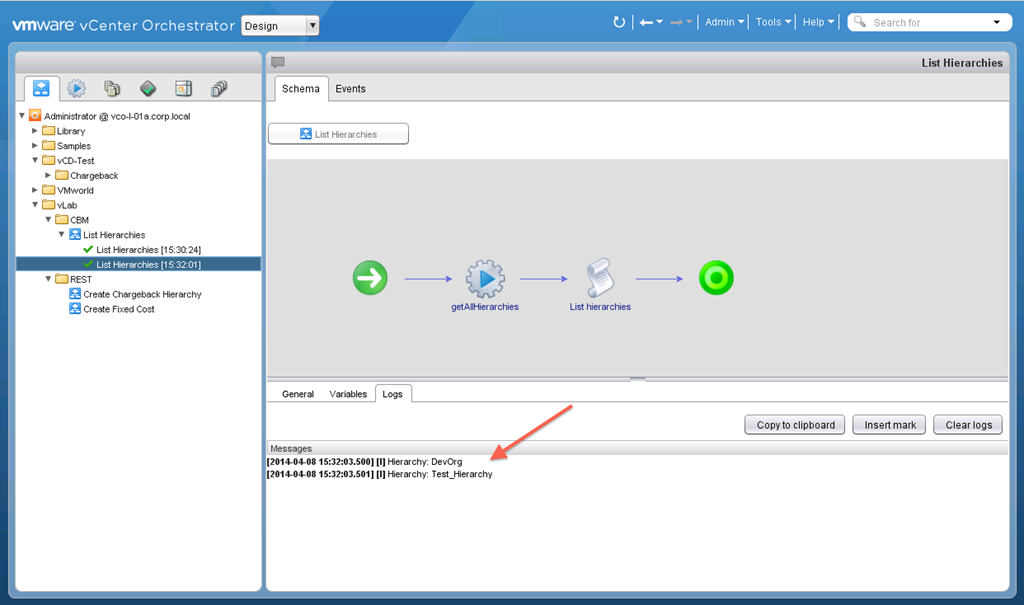 vmware vCenter Orchestrator Design Admin Tools Help Search for
List Hierarchies
Schema Events
Administrator @ vco-l-01a.corp.local
Library
Samples
vCD-Test
Chargeback
VMworld
vLab
CBM
List Hierarchies
List Hierarchies [15:30:24]
List Hierarchies [15:32:01]
REST
Create Chargeback Hierarchy
Create Fixed Cost
List Hierarchies
getAllHierarchies List hierarchies
General Variables Logs
Copy to clipboard Insert mark Clear logs
Messages
[2014-04-08 15:32:03.500] [I] Hierarchy: DevOrg
[2014-04-08 15:32:03.501] [I] Hierarchy: Test_Hierarchy